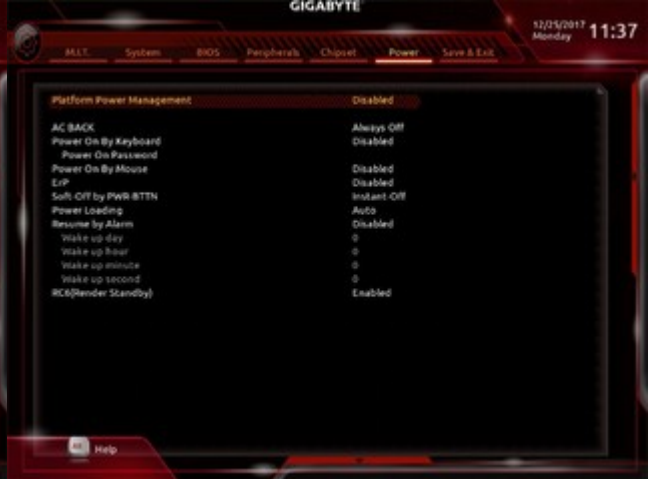 GIGABYTE
12/25/2017 Monday 11:37
M.I.T. System BIOS Peripherals Chipset Power Save & Exit
Platform Power Management Disabled
AC BACK Always Off
Power On By Keyboard Disabled
Power On Password
Power On By Mouse Disabled
ErP Disabled
Soft-Off by PWR-BTTN Instant-Off
Power Loading Auto
Resume by Alarm Disabled
Wake up day 0
Wake up hour 0
Wake up minute 0
Wake up second 0
RC6(Render Standby) Enabled
Help